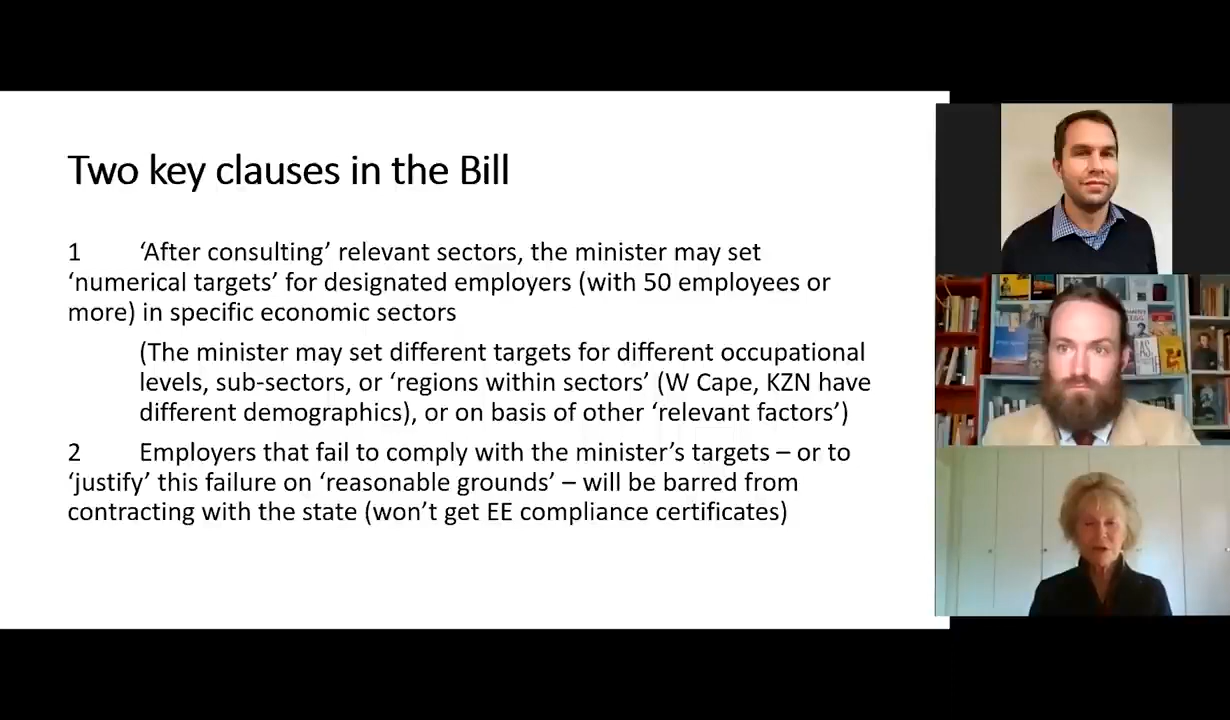 Two key clauses in the Bill
1 ‘After consulting’ relevant sectors, the minister may set
‘numerical targets’ for designated employers (with 50 employees or
more) in specific economic sectors
(The minister may set different targets for different occupational
levels, sub-sectors, or ‘regions within sectors’ (W Cape, KZN have
different demographics), or on basis of other ‘relevant factors’)
2 Employers that fail to comply with the minister’s targets – or to
‘justify’ this failure on ‘reasonable grounds’ – will be barred from
contracting with the state (won’t get EE compliance certificates)